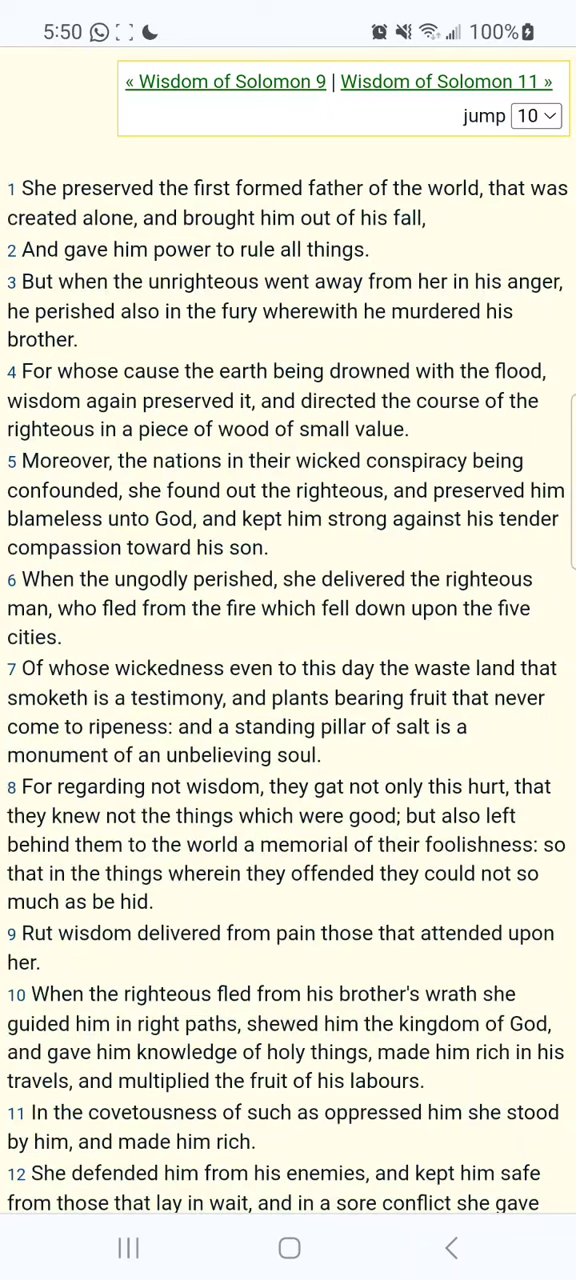 5:50 100%
« Wisdom of Solomon 9 | Wisdom of Solomon 11 »
jump 10
1 She preserved the first formed father of the world, that was
created alone, and brought him out of his fall,
2 And gave him power to rule all things.
3 But when the unrighteous went away from her in his anger,
he perished also in the fury wherewith he murdered his
brother.
4 For whose cause the earth being drowned with the flood,
wisdom again preserved it, and directed the course of the
righteous in a piece of wood of small value.
5 Moreover, the nations in their wicked conspiracy being
confounded, she found out the righteous, and preserved him
blameless unto God, and kept him strong against his tender
compassion toward his son.
6 When the ungodly perished, she delivered the righteous
man, who fled from the fire which fell down upon the five
cities.
7 Of whose wickedness even to this day the waste land that
smoketh is a testimony, and plants bearing fruit that never
come to ripeness: and a standing pillar of salt is a
monument of an unbelieving soul.
8 For regarding not wisdom, they gat not only this hurt, that
they knew not the things which were good; but also left
behind them to the world a memorial of their foolishness: so
that in the things wherein they offended they could not so
much as be hid.
9 Rut wisdom delivered from pain those that attended upon
her.
10 When the righteous fled from his brother's wrath she
guided him in right paths, shewed him the kingdom of God,
and gave him knowledge of holy things, made him rich in his
travels, and multiplied the fruit of his labours.
11 In the covetousness of such as oppressed him she stood
by him, and made him rich.
12 She defended him from his enemies, and kept him safe
from those that lay in wait, and in a sore conflict she gave